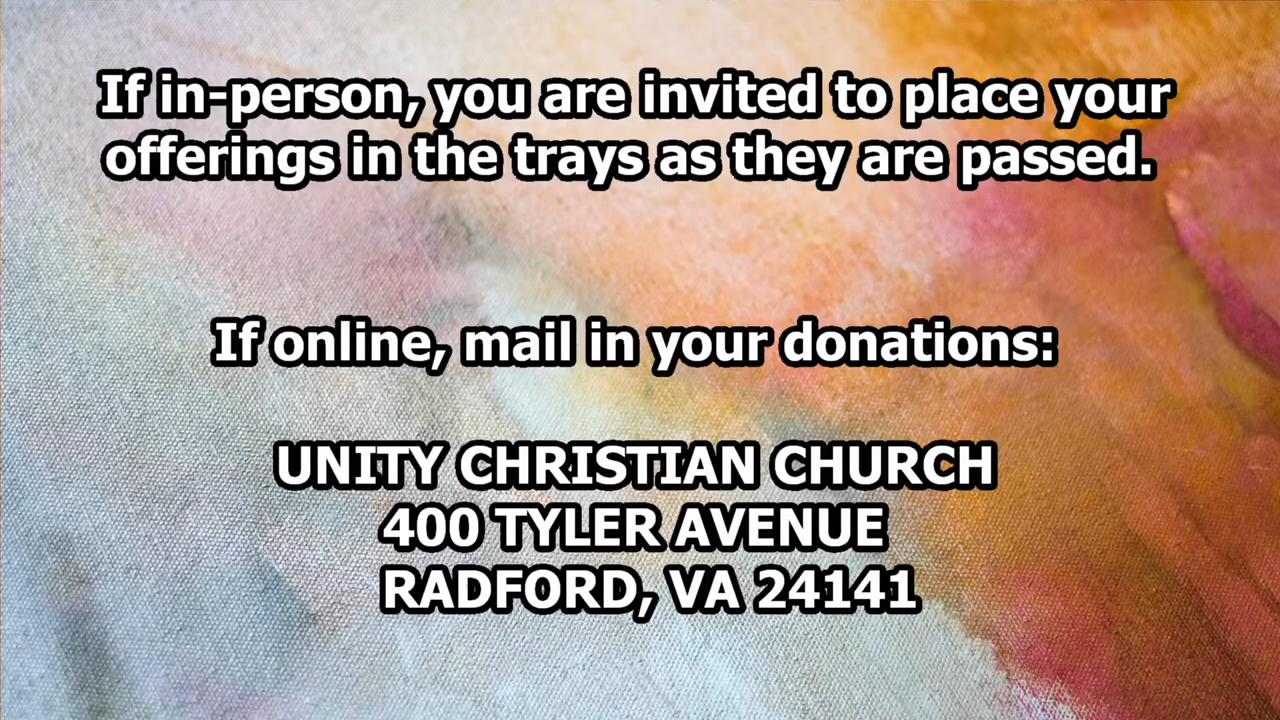 If in-person, you are invited to place your
offerings in the trays as they are passed.
If online, mail in your donations:
UNITY CHRISTIAN CHURCH
400 TYLER AVENUE
RADFORD, VA 24141